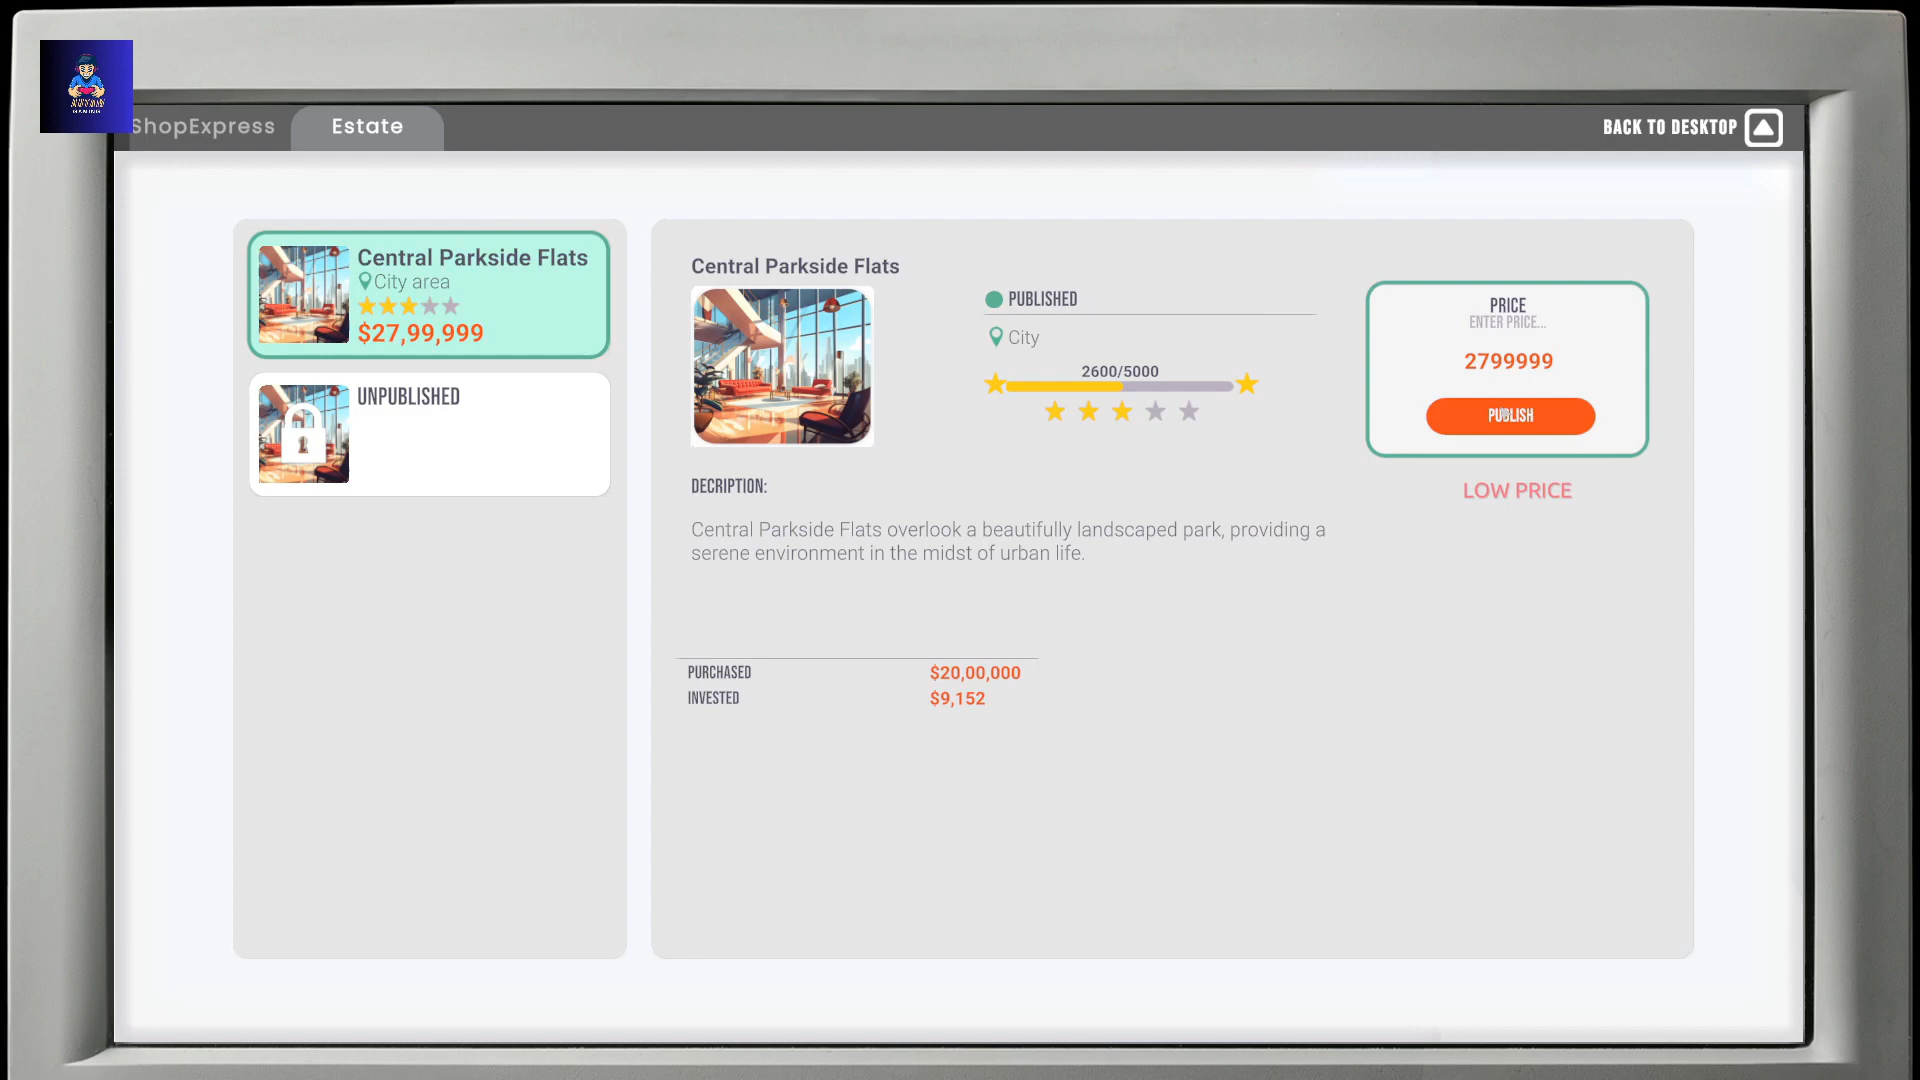 ShopExpress
Estate
BACK TO DESKTOP
Central Parkside Flats
City area
$27,99,999
UNPUBLISHED
Central Parkside Flats
PUBLISHED
City
2600/5000
PRICE
ENTER PRICE...
2799999
PUBLISH
LOW PRICE
DECRIPTION:
Central Parkside Flats overlook a beautifully landscaped park, providing a
serene environment in the midst of urban life.
PURCHASED $20,00,000
INVESTED $9,152
GAMING